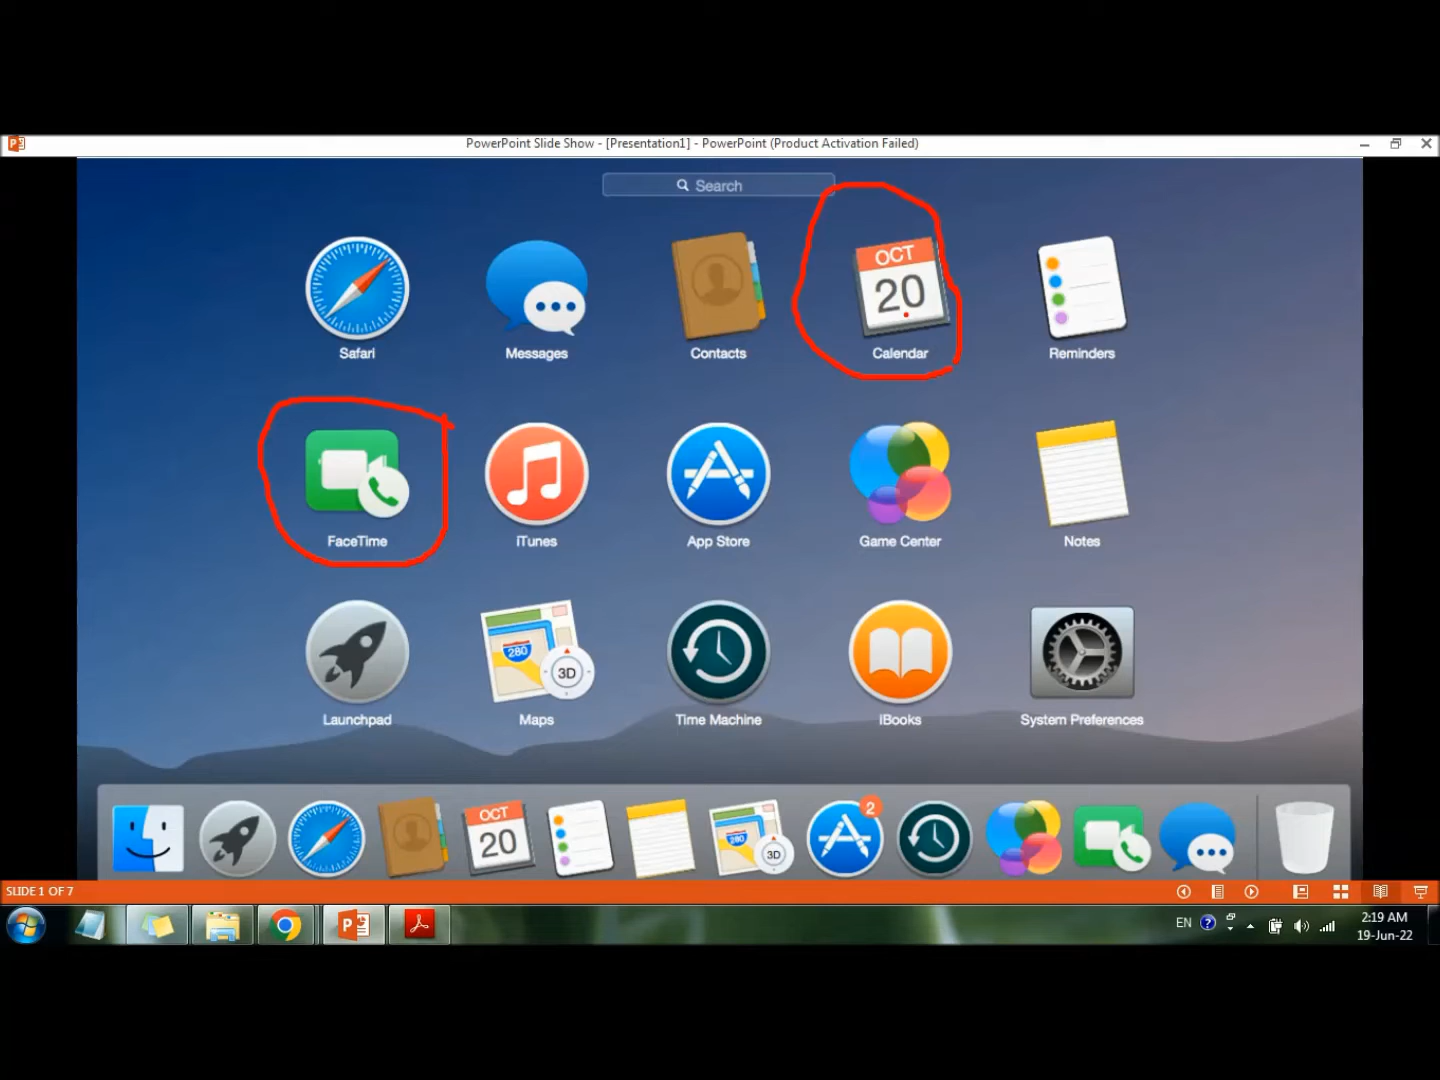 PowerPoint Slide Show - [Presentation1] - PowerPoint (Product Activation Failed)
Search
OCT
20
Safari
Messages
Contacts
Calendar
Reminders
FaceTime
iTunes
App Store
Game Center
Notes
280
3D
Launchpad
Maps
Time Machine
iBooks
System Preferences
OCT
20
280
3D
2
SLIDE 1 OF 7
EN
2:19 AM
19-Jun-22